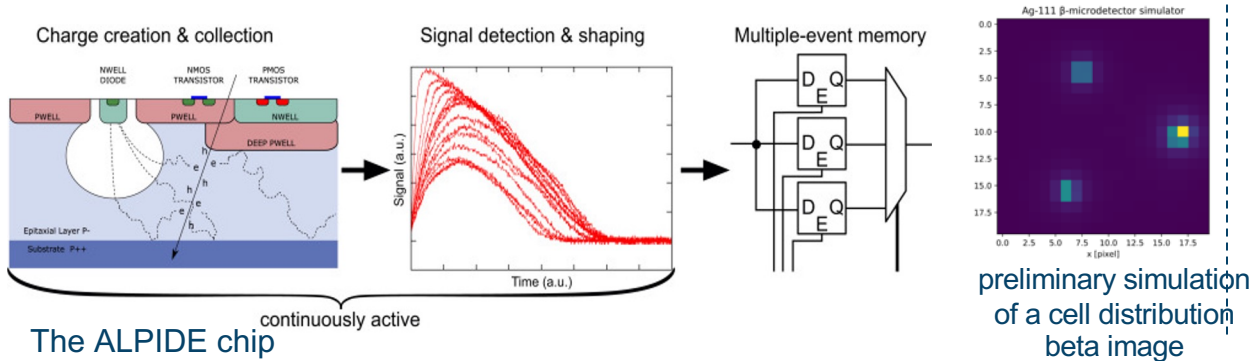 Charge creation & collection
NWELL
DIODE
NMOS
TRANSISTOR
PMOS
TRANSISTOR
PWELL
PWELL
NWELL
DEEP PWELL
h
e
e
h
h
e
e
h
Epitaxial Layer P-
Substrate P++
Signal detection & shaping
Signal (a.u.)
Time (a.u.)
continuously active
The ALPIDE chip
Multiple-event memory
D Q
E
D Q
E
D Q
E
Ag-111 β-microdetector simulator
0.0
2.5
5.0
7.5
10.0
12.5
15.0
17.5
0.0 2.5 5.0 7.5 10.0 12.5 15.0 17.5
x [pixel]
preliminary simulation
of a cell distribution
beta image